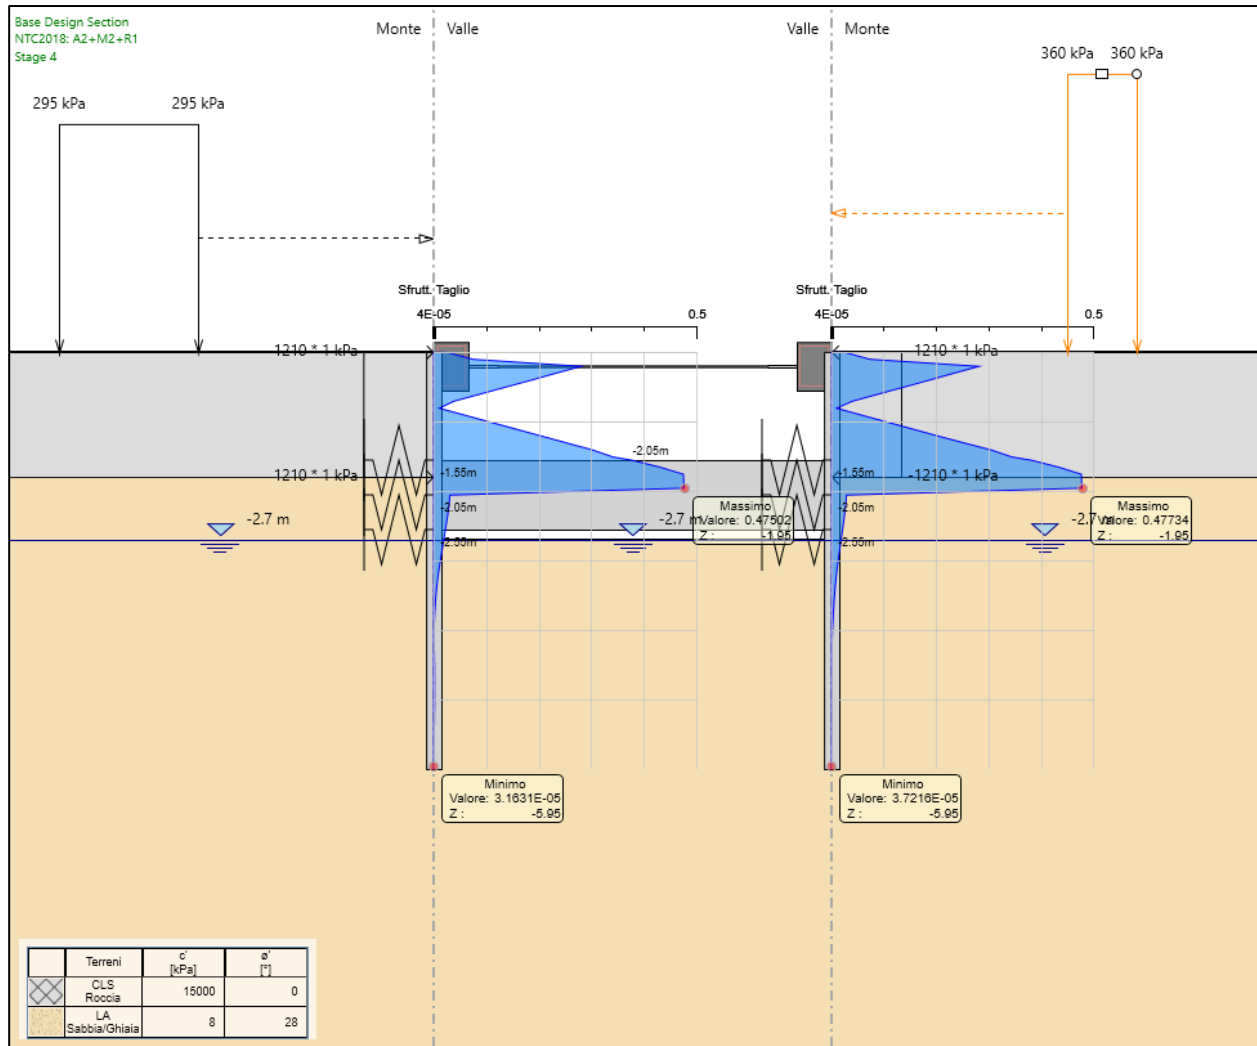 Base Design Section
NTC2018: A2+M2+R1
Stage 4
Monte Valle
Valle Monte
360 kPa 360 kPa
295 kPa 295 kPa
Sfrutt. Taglio
Sfrutt. Taglio
4E-05 0.5
4E-05 0.5
1210 * 1 kPa
1210 * 1 kPa
-2.05m
-1.55m
-1.55m
1210 * 1 kPa
-1210 * 1 kPa
-2.05m
-2.05m
Massimo
Valore: 0.47502
Z : -1.95
Massimo
Valore: 0.47734
Z : -1.95
-2.7 m
-2.7 m
-2.7 m
-2.55m
-2.55m
Minimo
Valore: 3.1631E-05
Z : -5.95
Minimo
Valore: 3.7216E-05
Z : -5.95
Terreni c' [kPa] ø' [°]
CLS
Roccia 15000 0
LA
Sabbia/Ghiaia 8 28